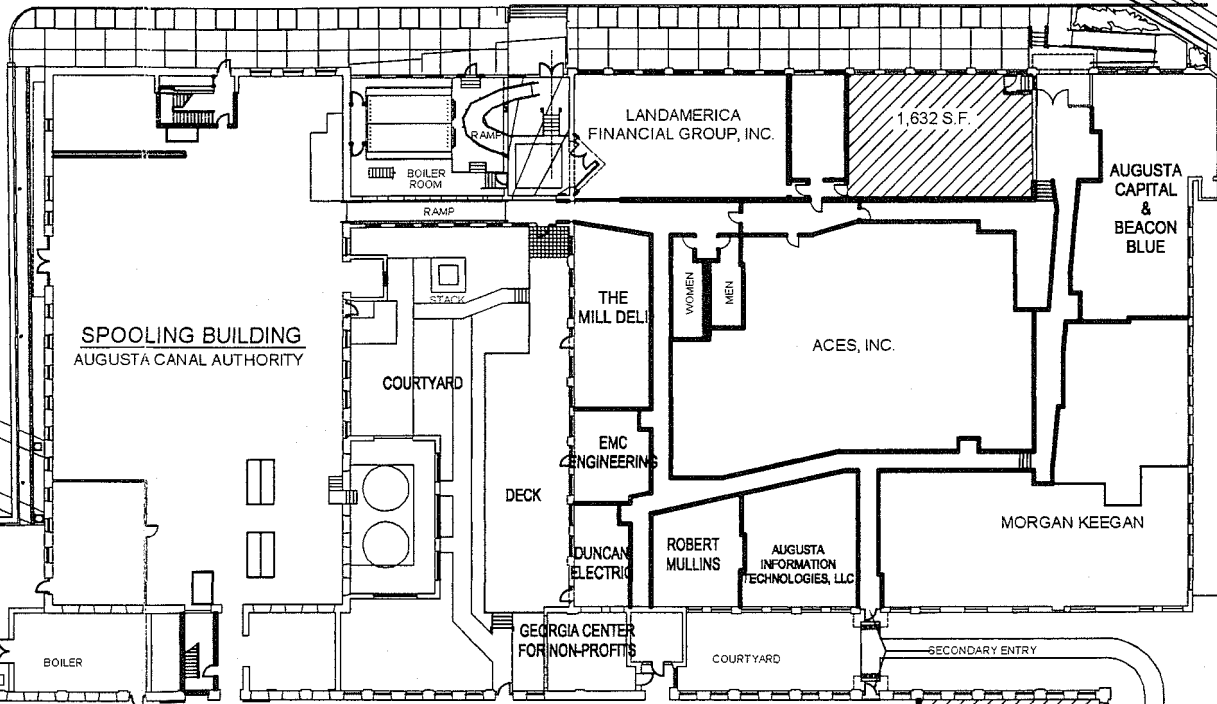 LANDAMERICA
FINANCIAL GROUP, INC.
1,632 S.F.
RAMP
BOILER
ROOM
AUGUSTA
CAPITAL
&
BEACON
BLUE
RAMP
WOMEN
MEN
STACK
THE
MILL DELI
SPOOLING BUILDING
AUGUSTA CANAL AUTHORITY
ACES, INC.
COURTYARD
EMC
ENGINEERING
DECK
MORGAN KEEGAN
DUNCAN
ELECTRIC
ROBERT
MULLINS
AUGUSTA
INFORMATION
TECHNOLOGIES, LLC
GEORGIA CENTER
FOR NON-PROFITS
BOILER
COURTYARD
SECONDARY ENTRY